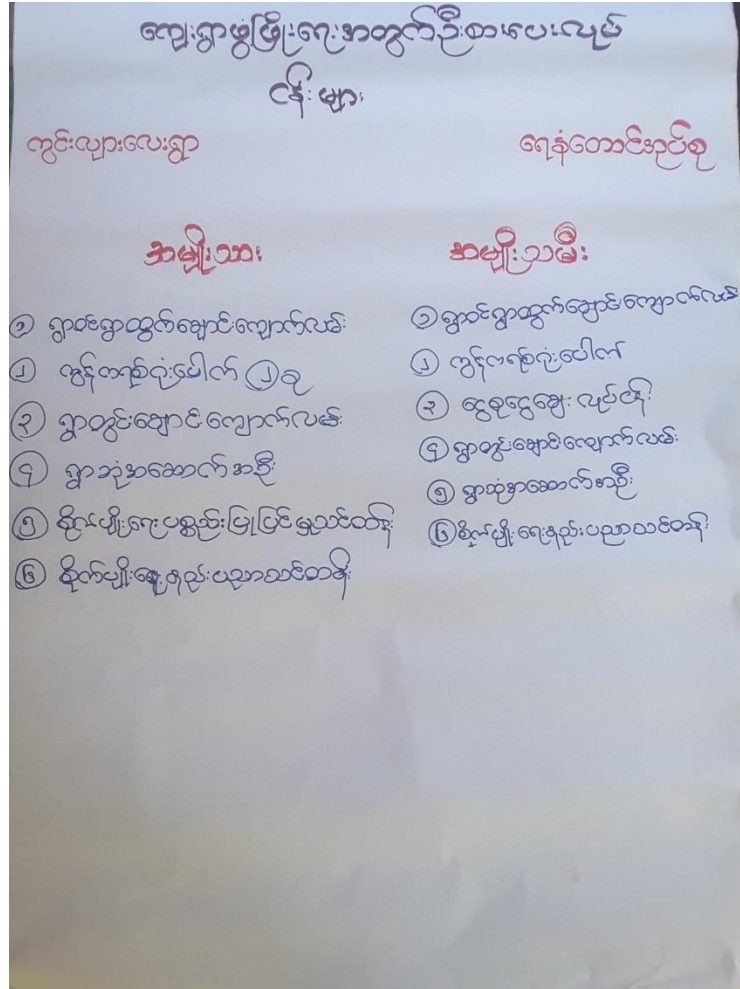 ကျေးရွာဖွံ့ဖြိုးရေးအတွက်ဦးစားပေးလုပ်
ငန်းများ
ကွင်းလျားလေးရွာ
ရေနံတောင်အုပ်စု
အမျိုးသား
၁ ရွာဝင်ရွာထွက်ချောင်းကျောက်လမ်း
၂ ကွန်ကရစ်ဂုံးပေါက် ၂ ခု
၃ ရွာတွင်းချောင်းကျောက်လမ်း
၄ ရွာဘုံအဆောက်အဦး
၅ စိုက်ပျိုးရေးပစ္စည်းပြုပြင်မှုသင်တန်း
၆ စိုက်ပျိုးရေးနည်းပညာသင်တန်း
အမျိုးသမီး
၁ ရွာဝင်ရွာထွက်ချောင်းကျောက်လမ်း
၂ ကွန်ကရစ်ဂုံးပေါက်
၃ ငွေစုငွေချေးလုပ်ငန်း
၄ ရွာတွင်းချောင်းကျောက်လမ်း
၅ ရွာဘုံအဆောက်အဦး
၆ စိုက်ပျိုးရေးနည်းပညာသင်တန်း